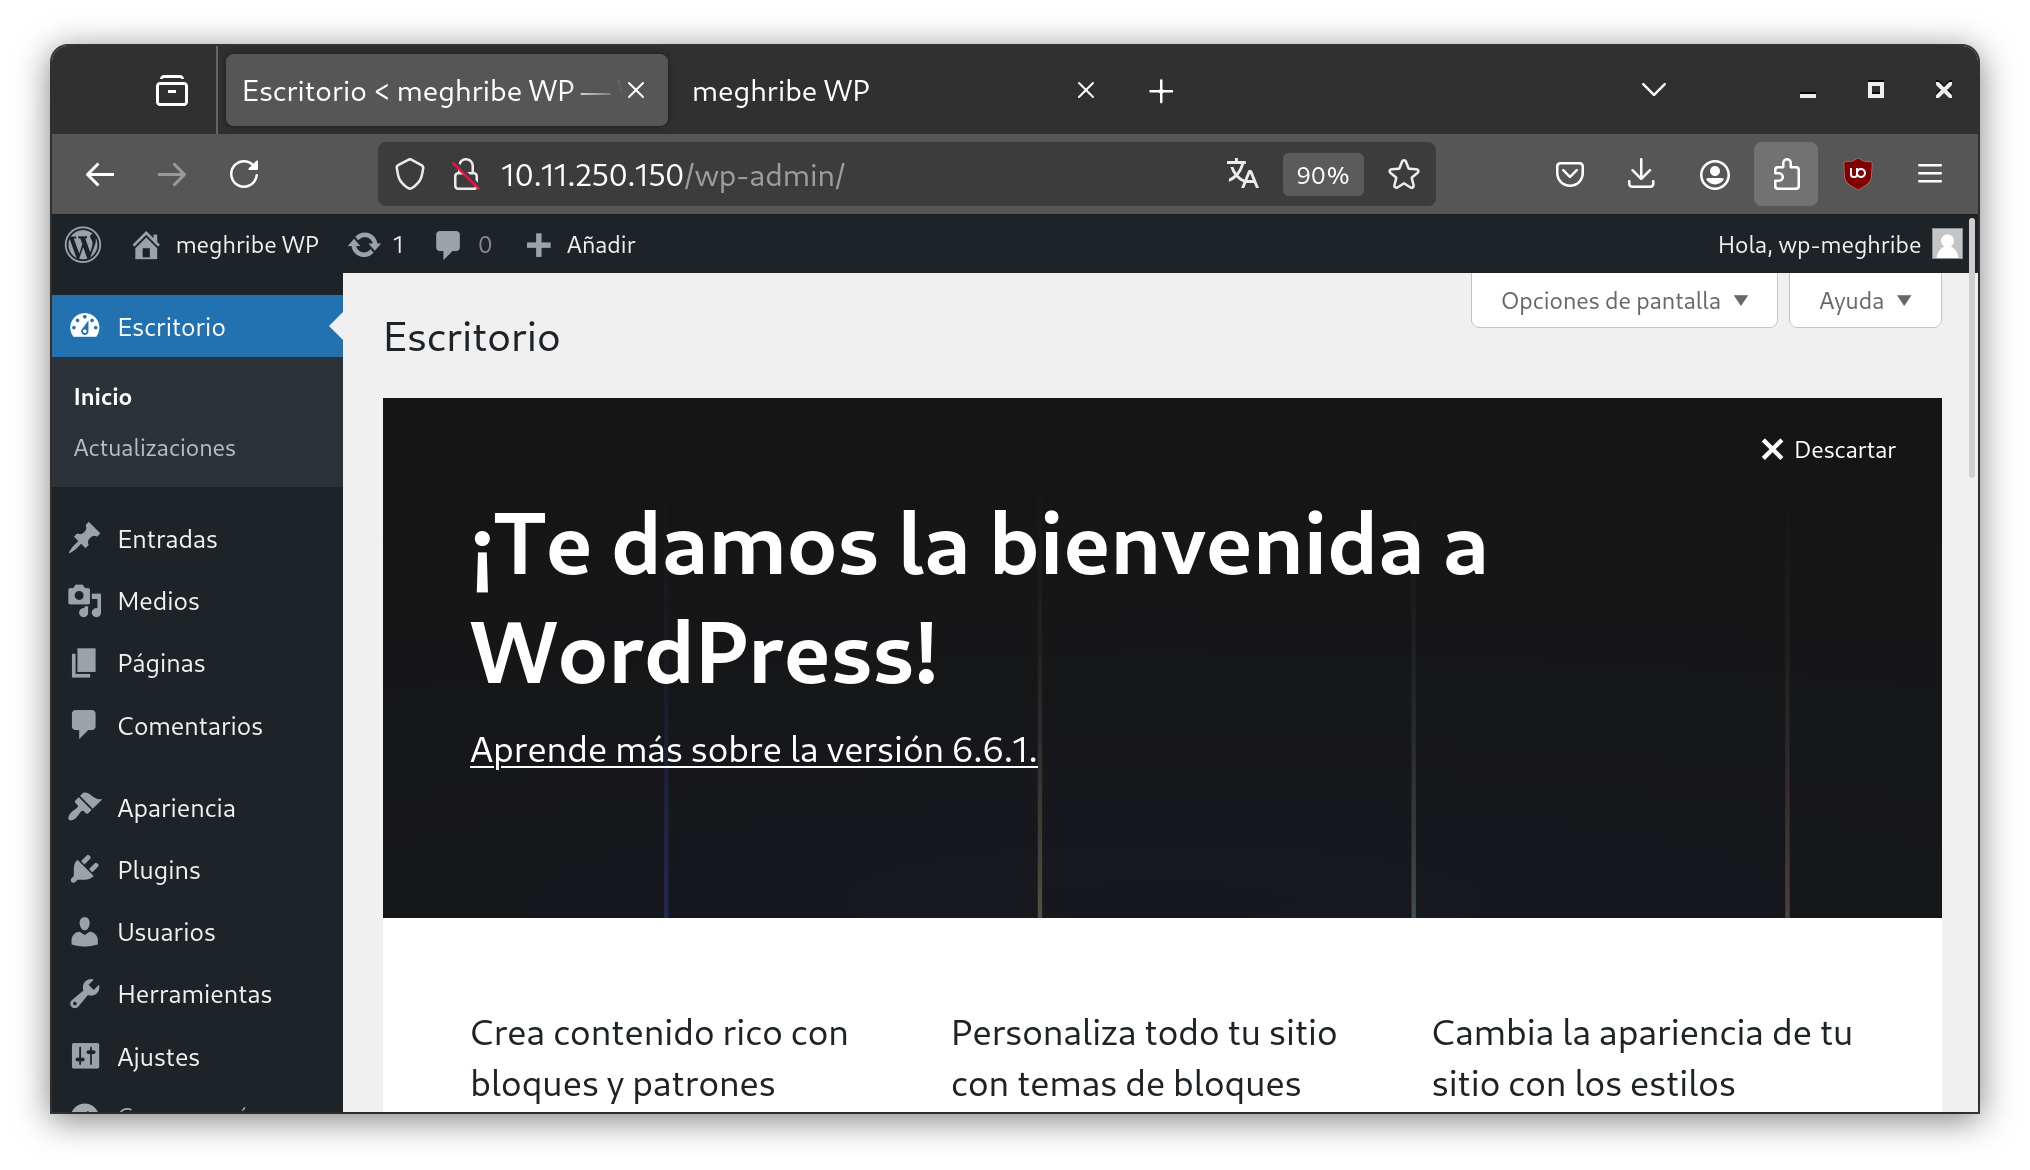 Escritorio < meghribe WP —
meghribe WP
10.11.250.150/wp-admin/
90%
meghribe WP
1
0
Añadir
Hola, wp-meghribe
Opciones de pantalla
Ayuda
Escritorio
Inicio
Actualizaciones
Entradas
Medios
Páginas
Comentarios
Apariencia
Plugins
Usuarios
Herramientas
Ajustes
Escritorio
Descartar
¡Te damos la bienvenida a
WordPress!
Aprende más sobre la versión 6.6.1.
Crea contenido rico con
bloques y patrones
Personaliza todo tu sitio
con temas de bloques
Cambia la apariencia de tu
sitio con los estilos